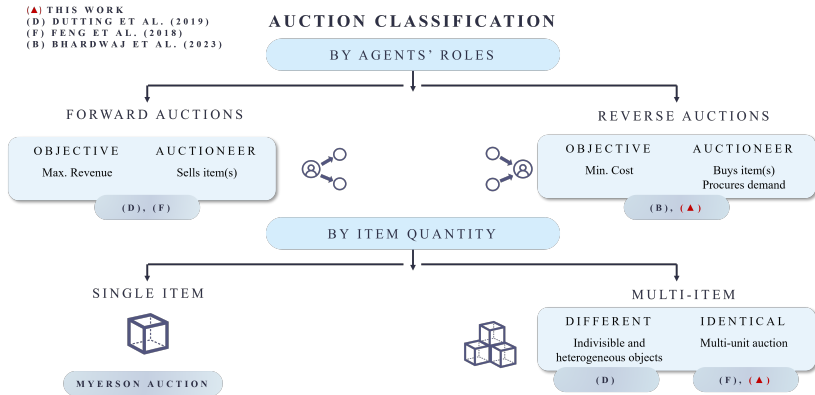 (▲) THIS WORK
(D) DUTTING ET AL. (2019)
(F) FENG ET AL. (2018)
(B) BHARDWAJ ET AL. (2023)
AUCTION CLASSIFICATION
BY AGENTS' ROLES
FORWARD AUCTIONS
OBJECTIVE AUCTIONEER
Max. Revenue Sells item(s)
(D), (F)
REVERSE AUCTIONS
OBJECTIVE AUCTIONEER
Min. Cost Buys item(s)
Procures demand
(B), (▲)
BY ITEM QUANTITY
SINGLE ITEM
MYERSON AUCTION
MULTI-ITEM
DIFFERENT IDENTICAL
Indivisible and Multi-unit auction
heterogeneous objects
(D) (F), (▲)